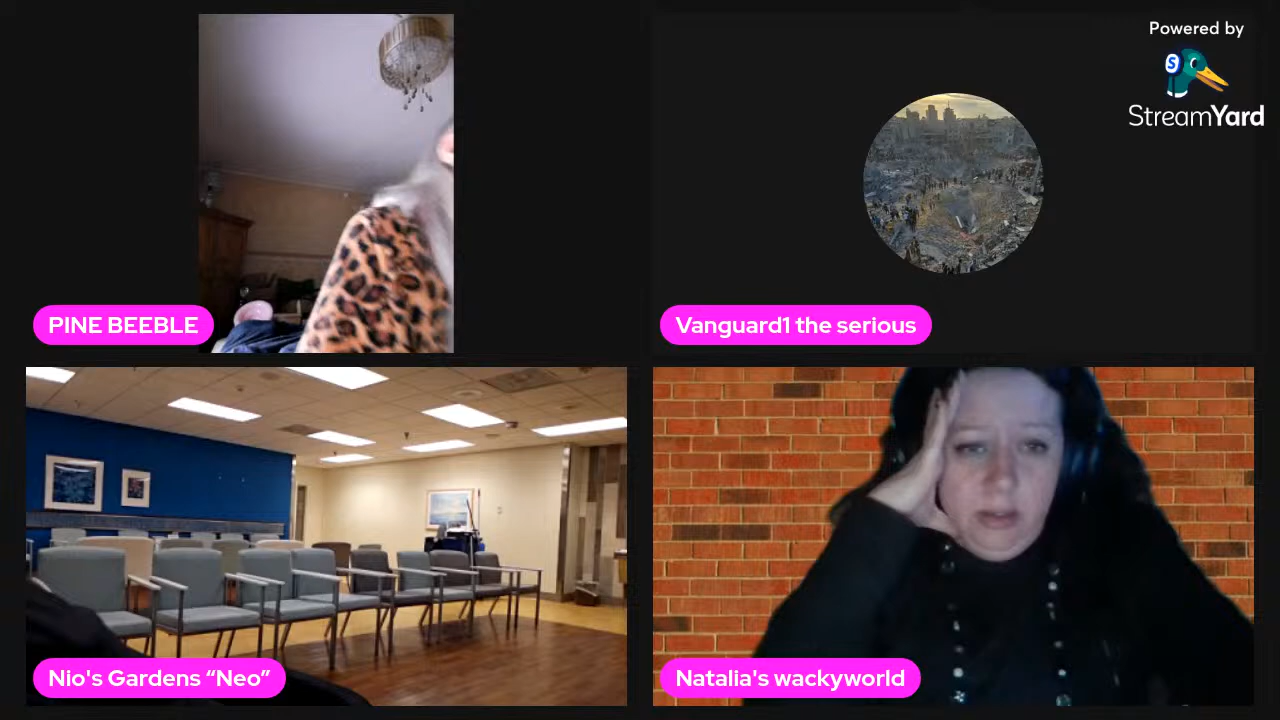 Powered by
S
StreamYard
PINE BEEBLE
Vanguard1 the serious
Nio's Gardens “Neo”
Natalia's wackyworld